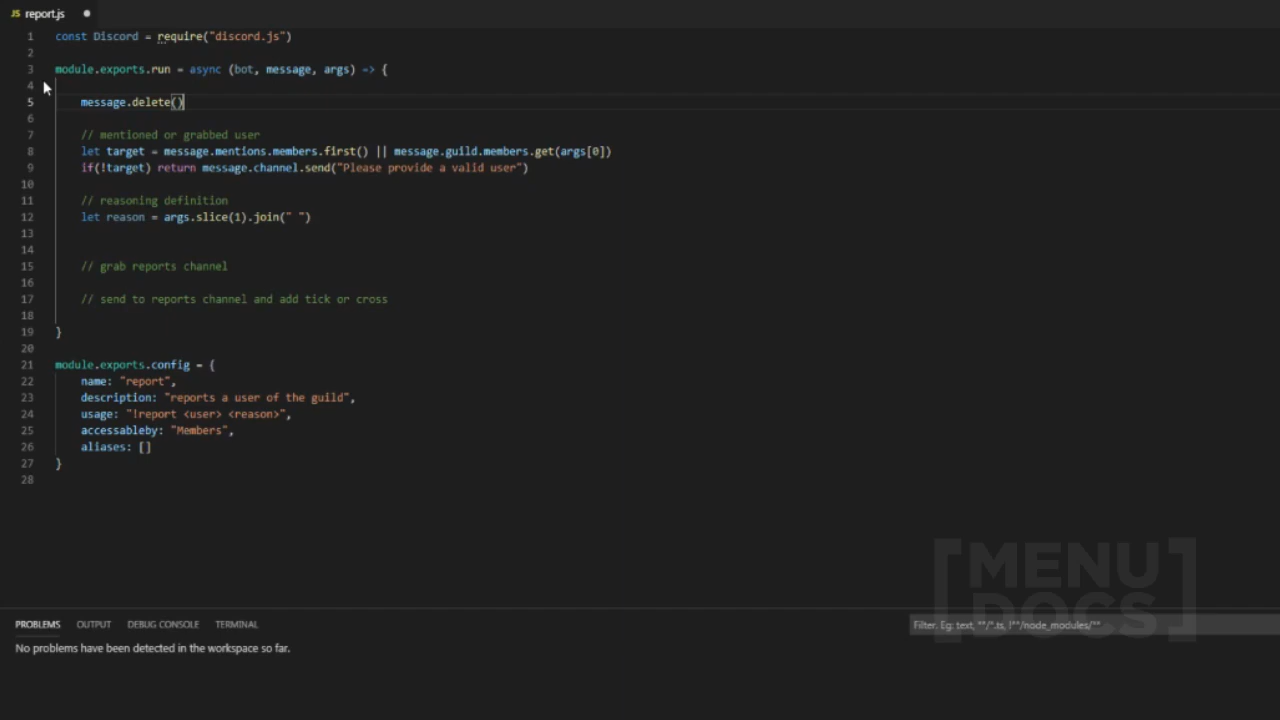 JS report.js
1 const Discord = require("discord.js")
2
3 module.exports.run = async (bot, message, args) => {
4
5 message.delete()
6
7 // mentioned or grabbed user
8 let target = message.mentions.members.first() || message.guild.members.get(args[0])
9 if(!target) return message.channel.send("Please provide a valid user")
10
11 // reasoning definition
12 let reason = args.slice(1).join(" ")
13
14
15 // grab reports channel
16
17 // send to reports channel and add tick or cross
18
19 }
20
21 module.exports.config = {
22 name: "report",
23 description: "reports a user of the guild",
24 usage: "!report <user> <reason>",
25 accessableby: "Members",
26 aliases: []
27 }
28
[MENU DOCS]
PROBLEMS OUTPUT DEBUG CONSOLE TERMINAL
Filter. Eg: text, **/*.ts, !**/node_modules/**
No problems have been detected in the workspace so far.